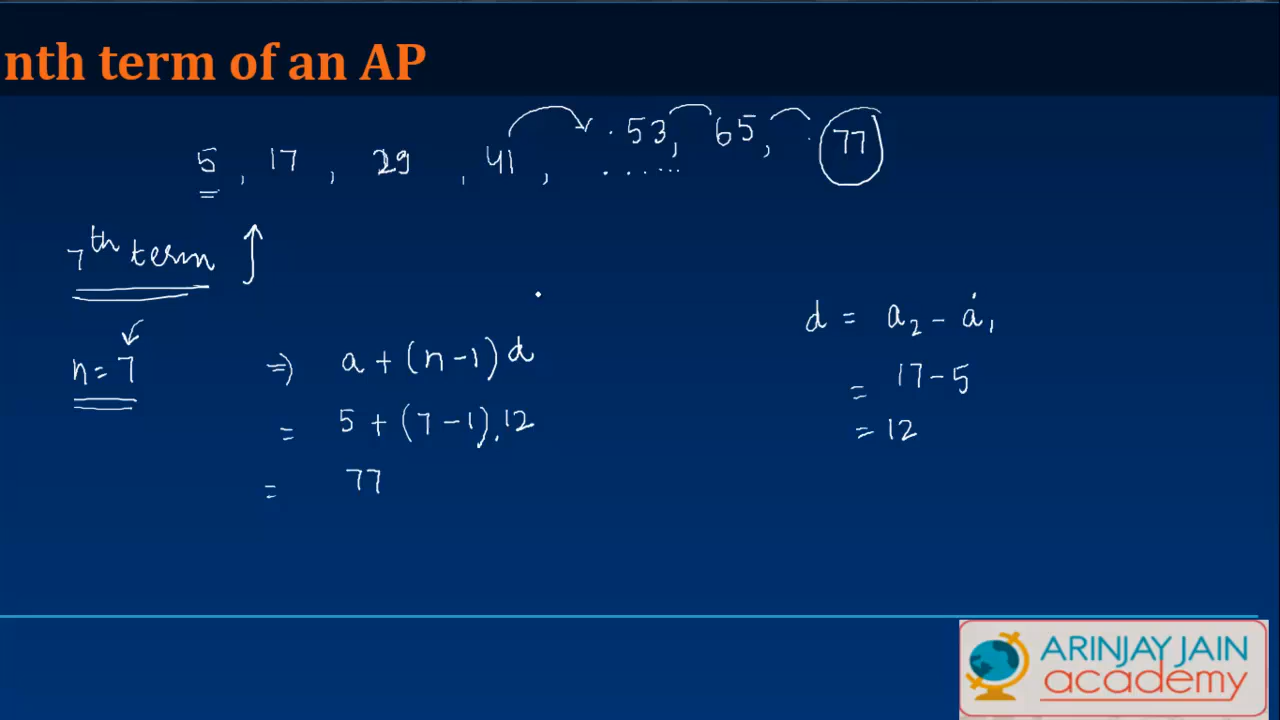 nth term of an AP
5, 17, 29, 41, ...... 53, 65, 77
7th term
n = 7
⇒ a + (n - 1) d
= 5 + (7 - 1) . 12
= 77
d = a₂ - a₁
= 17 - 5
= 12
ARINJAY JAIN
academy